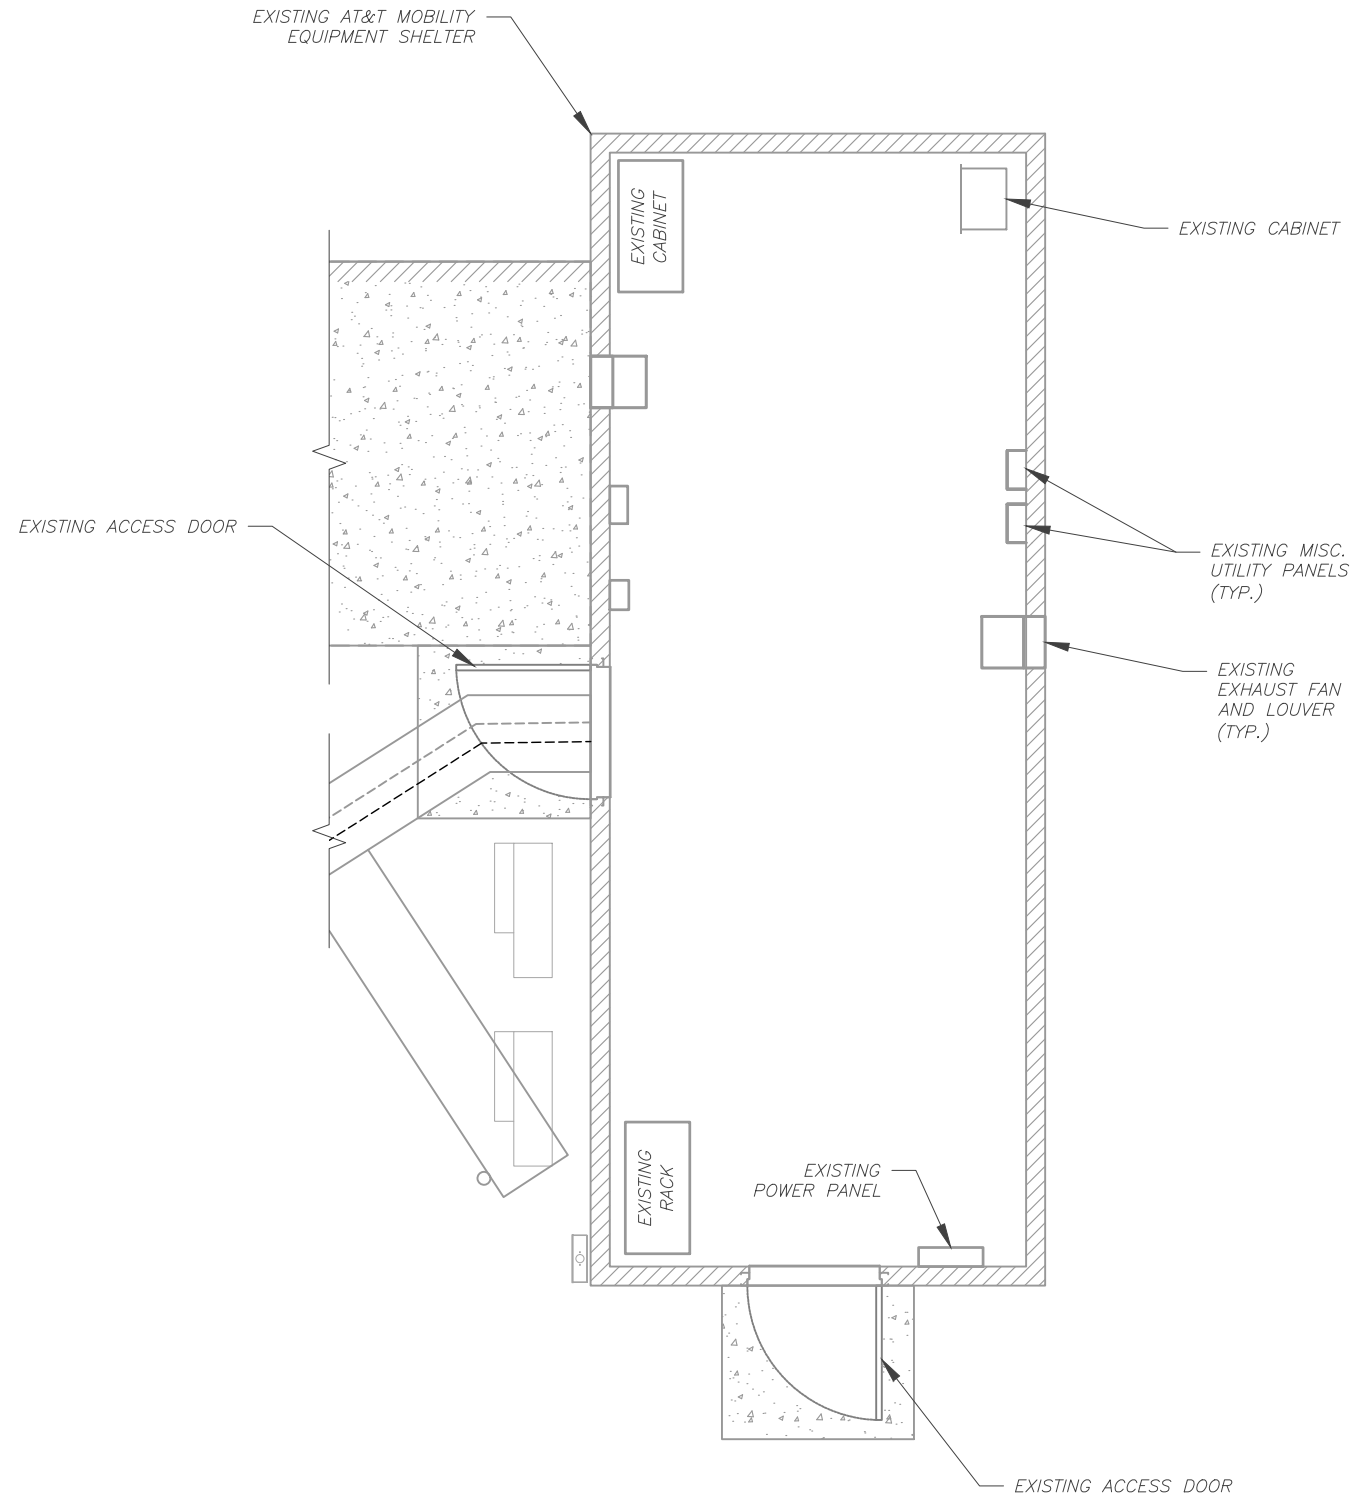 EXISTING AT&T MOBILITY
EQUIPMENT SHELTER
EXISTING
CABINET
EXISTING CABINET
EXISTING ACCESS DOOR
EXISTING MISC.
UTILITY PANELS
(TYP.)
EXISTING
EXHAUST FAN
AND LOUVER
(TYP.)
EXISTING
RACK
EXISTING
POWER PANEL
EXISTING ACCESS DOOR